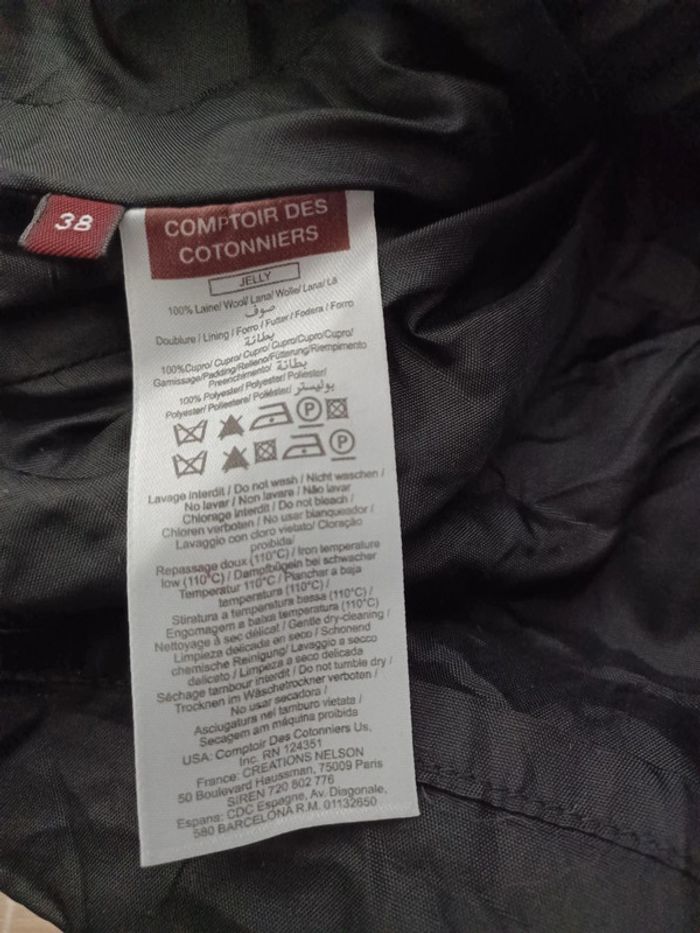 38
COMPTOIR DES
COTONNIERS
JELLY
100% Laine/ Wool/ Lana/ Wolle/ Lana/ Lã
صوف
Doublure / Lining / Forro / Futter / Fodera / Forro
بطانة
100%Cupro/ Cupro/ Cupro/ Cupro/Cupro/Cupro/
Garnissage/Padding/Relleno/Fütterung/Riempimento
Preenchimento/ بطانة
100% Polyester/ Polyester/ Poliester/
Polyester/ Poliestere/ Poliéster/ بوليستر
P
P
Lavage Interdit / Do not wash / Nicht waschen /
No lavar / Non lavare / Não lavar
Chlorage Interdit / Do not bleach /
Chloren verboten / No usar blanqueador /
Lavaggio con cloro vietato/ Cloração
proibida/
Repassage doux (110°C) / Iron temperature
low (110°C) / Dampfbügeln bei schwacher
Temperatur 110°C / Planchar a baja
temperatura (110°C) /
Stiratura a temperatura bassa (110°C) /
Engomagem a baixa temperatura (110°C)
Nettoyage à sec délicat / Gentle dry-cleaning /
Limpieza delicada en seco / Schonend
chemische Reinigung/ Lavaggio a secco
delicato / Limpeza a seco delicada
Séchage tambour interdit / Do not tumble dry /
Trocknen im Wäschetrockner verboten /
No usar secadora /
Asciugatura nel tamburo vietata /
Secagem am máquina proibida
USA: Comptoir Des Cotonniers Us,
Inc. RN 124351
France: CREATIONS NELSON
50 Boulevard Haussman, 75009 Paris
SIREN 720 802 776
Espana: CDC Espagne, Av. Diagonale,
580 BARCELONA R.M. 01132650